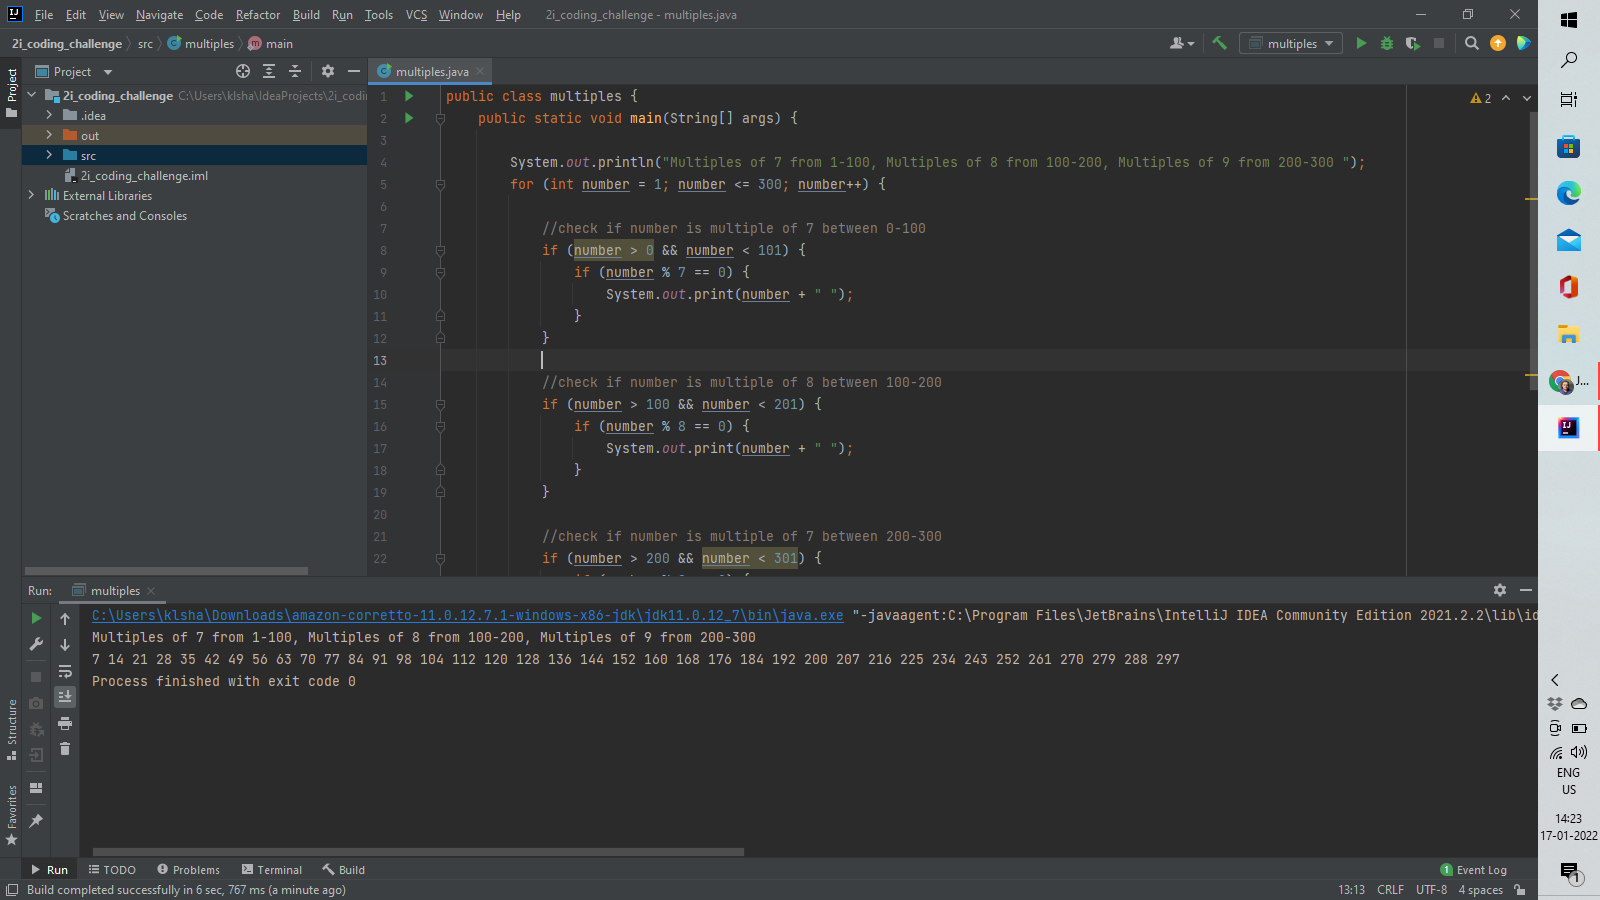 File Edit View Navigate Code Refactor Build Run Tools VCS Window Help 2i_coding_challenge - multiples.java
2i_coding_challenge src multiples main
multiples
Project
Project
2i_coding_challenge C:\Users\klsha\IdeaProjects\2i_codi
.idea
out
src
2i_coding_challenge.iml
External Libraries
Scratches and Consoles
multiples.java
2
1 public class multiples {
2 public static void main(String[] args) {
3
4 System.out.println("Multiples of 7 from 1-100, Multiples of 8 from 100-200, Multiples of 9 from 200-300 ");
5 for (int number = 1; number <= 300; number++) {
6
7 //check if number is multiple of 7 between 0-100
8 if (number > 0 && number < 101) {
9 if (number % 7 == 0) {
10 System.out.print(number + " ");
11 }
12 }
13
14 //check if number is multiple of 8 between 100-200
15 if (number > 100 && number < 201) {
16 if (number % 8 == 0) {
17 System.out.print(number + " ");
18 }
19 }
20
21 //check if number is multiple of 7 between 200-300
22 if (number > 200 && number < 301) {
Run: multiples
C:\Users\klsha\Downloads\amazon-corretto-11.0.12.7.1-windows-x86-jdk\jdk11.0.12_7\bin\java.exe "-javaagent:C:\Program Files\JetBrains\IntelliJ IDEA Community Edition 2021.2.2\lib\id
Multiples of 7 from 1-100, Multiples of 8 from 100-200, Multiples of 9 from 200-300
7 14 21 28 35 42 49 56 63 70 77 84 91 98 104 112 120 128 136 144 152 160 168 176 184 192 200 207 216 225 234 243 252 261 270 279 288 297
Process finished with exit code 0
Structure
Favorites
Run TODO Problems Terminal Build
1 Event Log
Build completed successfully in 6 sec, 767 ms (a minute ago)
13:13 CRLF UTF-8 4 spaces
J...
ENG
US
14:23
17-01-2022
1